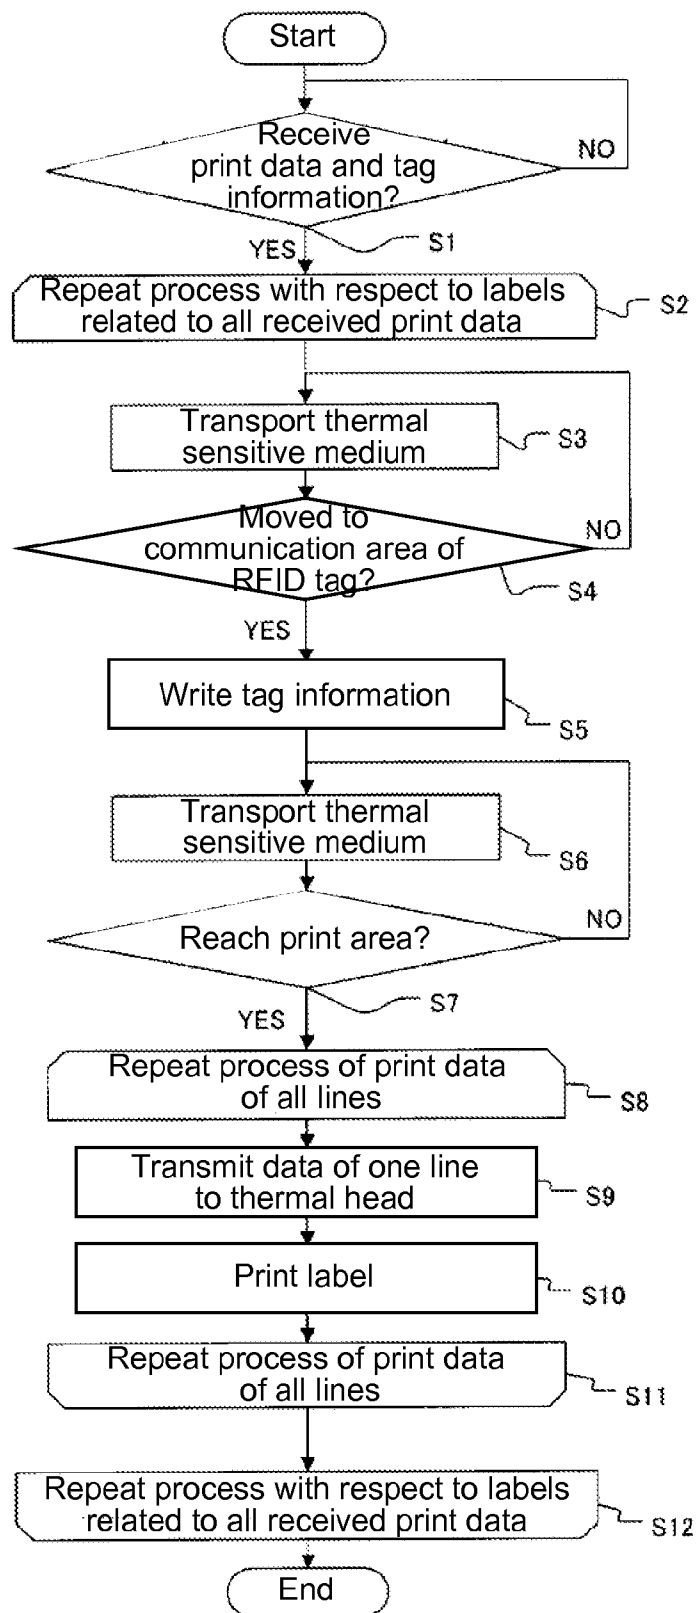 Start
Receive
print data and tag
information?
NO
YES
S1
Repeat process with respect to labels
related to all received print data
S2
Transport thermal
sensitive medium
S3
Moved to
communication area of
RFID tag?
NO
S4
YES
Write tag information
S5
Transport thermal
sensitive medium
S6
Reach print area?
NO
S7
YES
Repeat process of print data
of all lines
S8
Transmit data of one line
to thermal head
S9
Print label
S10
Repeat process of print data
of all lines
S11
Repeat process with respect to labels
related to all received print data
S12
End